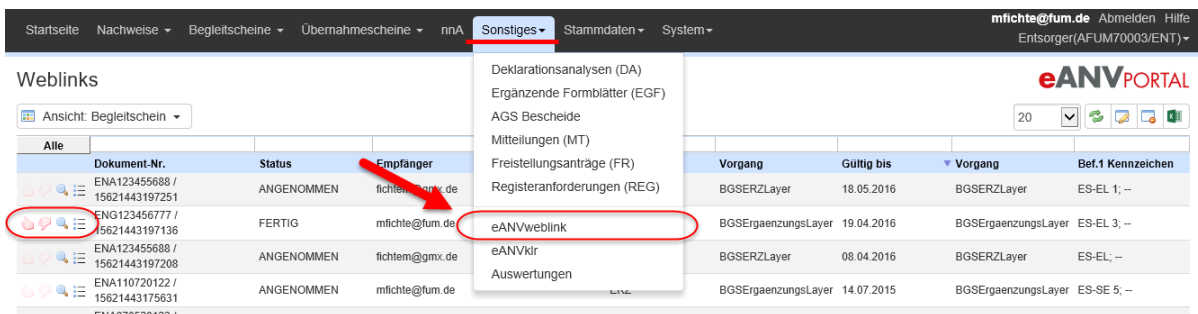 mfichte@fum.de Abmelden Hilfe
Startseite Nachweise Begleitscheine Übernahmescheine nnA Sonstiges Stammdaten System
Entsorger(AFUM70003/ENT)
Weblinks
eANVPORTAL
Ansicht: Begleitschein
20
Deklarationsanalysen (DA)
Ergänzende Formblätter (EGF)
AGS Bescheide
Mitteilungen (MT)
Freistellungsanträge (FR)
Registeranforderungen (REG)
eANVweblink
eANVklr
Auswertungen
Alle
Dokument-Nr. Status Empfänger Vorgang Gültig bis Vorgang Bef.1 Kennzeichen
ENA123455688 /
15621443197251 ANGENOMMEN fichtem@gmx.de BGSERZLayer 18.05.2016 BGSERZLayer ES-EL 1; --
ENG123456777 /
15621443197136 FERTIG mfichte@fum.de BGSErgaenzungsLayer 19.04.2016 BGSErgaenzungsLayer ES-EL 3; --
ENA123455688 /
15621443197208 ANGENOMMEN fichtem@gmx.de BGSERZLayer 08.04.2016 BGSERZLayer ES-EL; --
ENA110720122 /
15621443175631 ANGENOMMEN mfichte@fum.de BGSErgaenzungsLayer 14.07.2015 BGSErgaenzungsLayer ES-SE 5; --